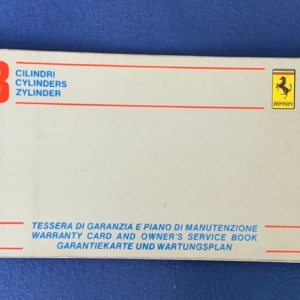 8
CILINDRI
CYLINDERS
ZYLINDER
Ferrari
TESSERA DI GARANZIA E PIANO DI MANUTENZIONE
WARRANTY CARD AND OWNER'S SERVICE BOOK
GARANTIEKARTE UND WARTUNGSPLAN